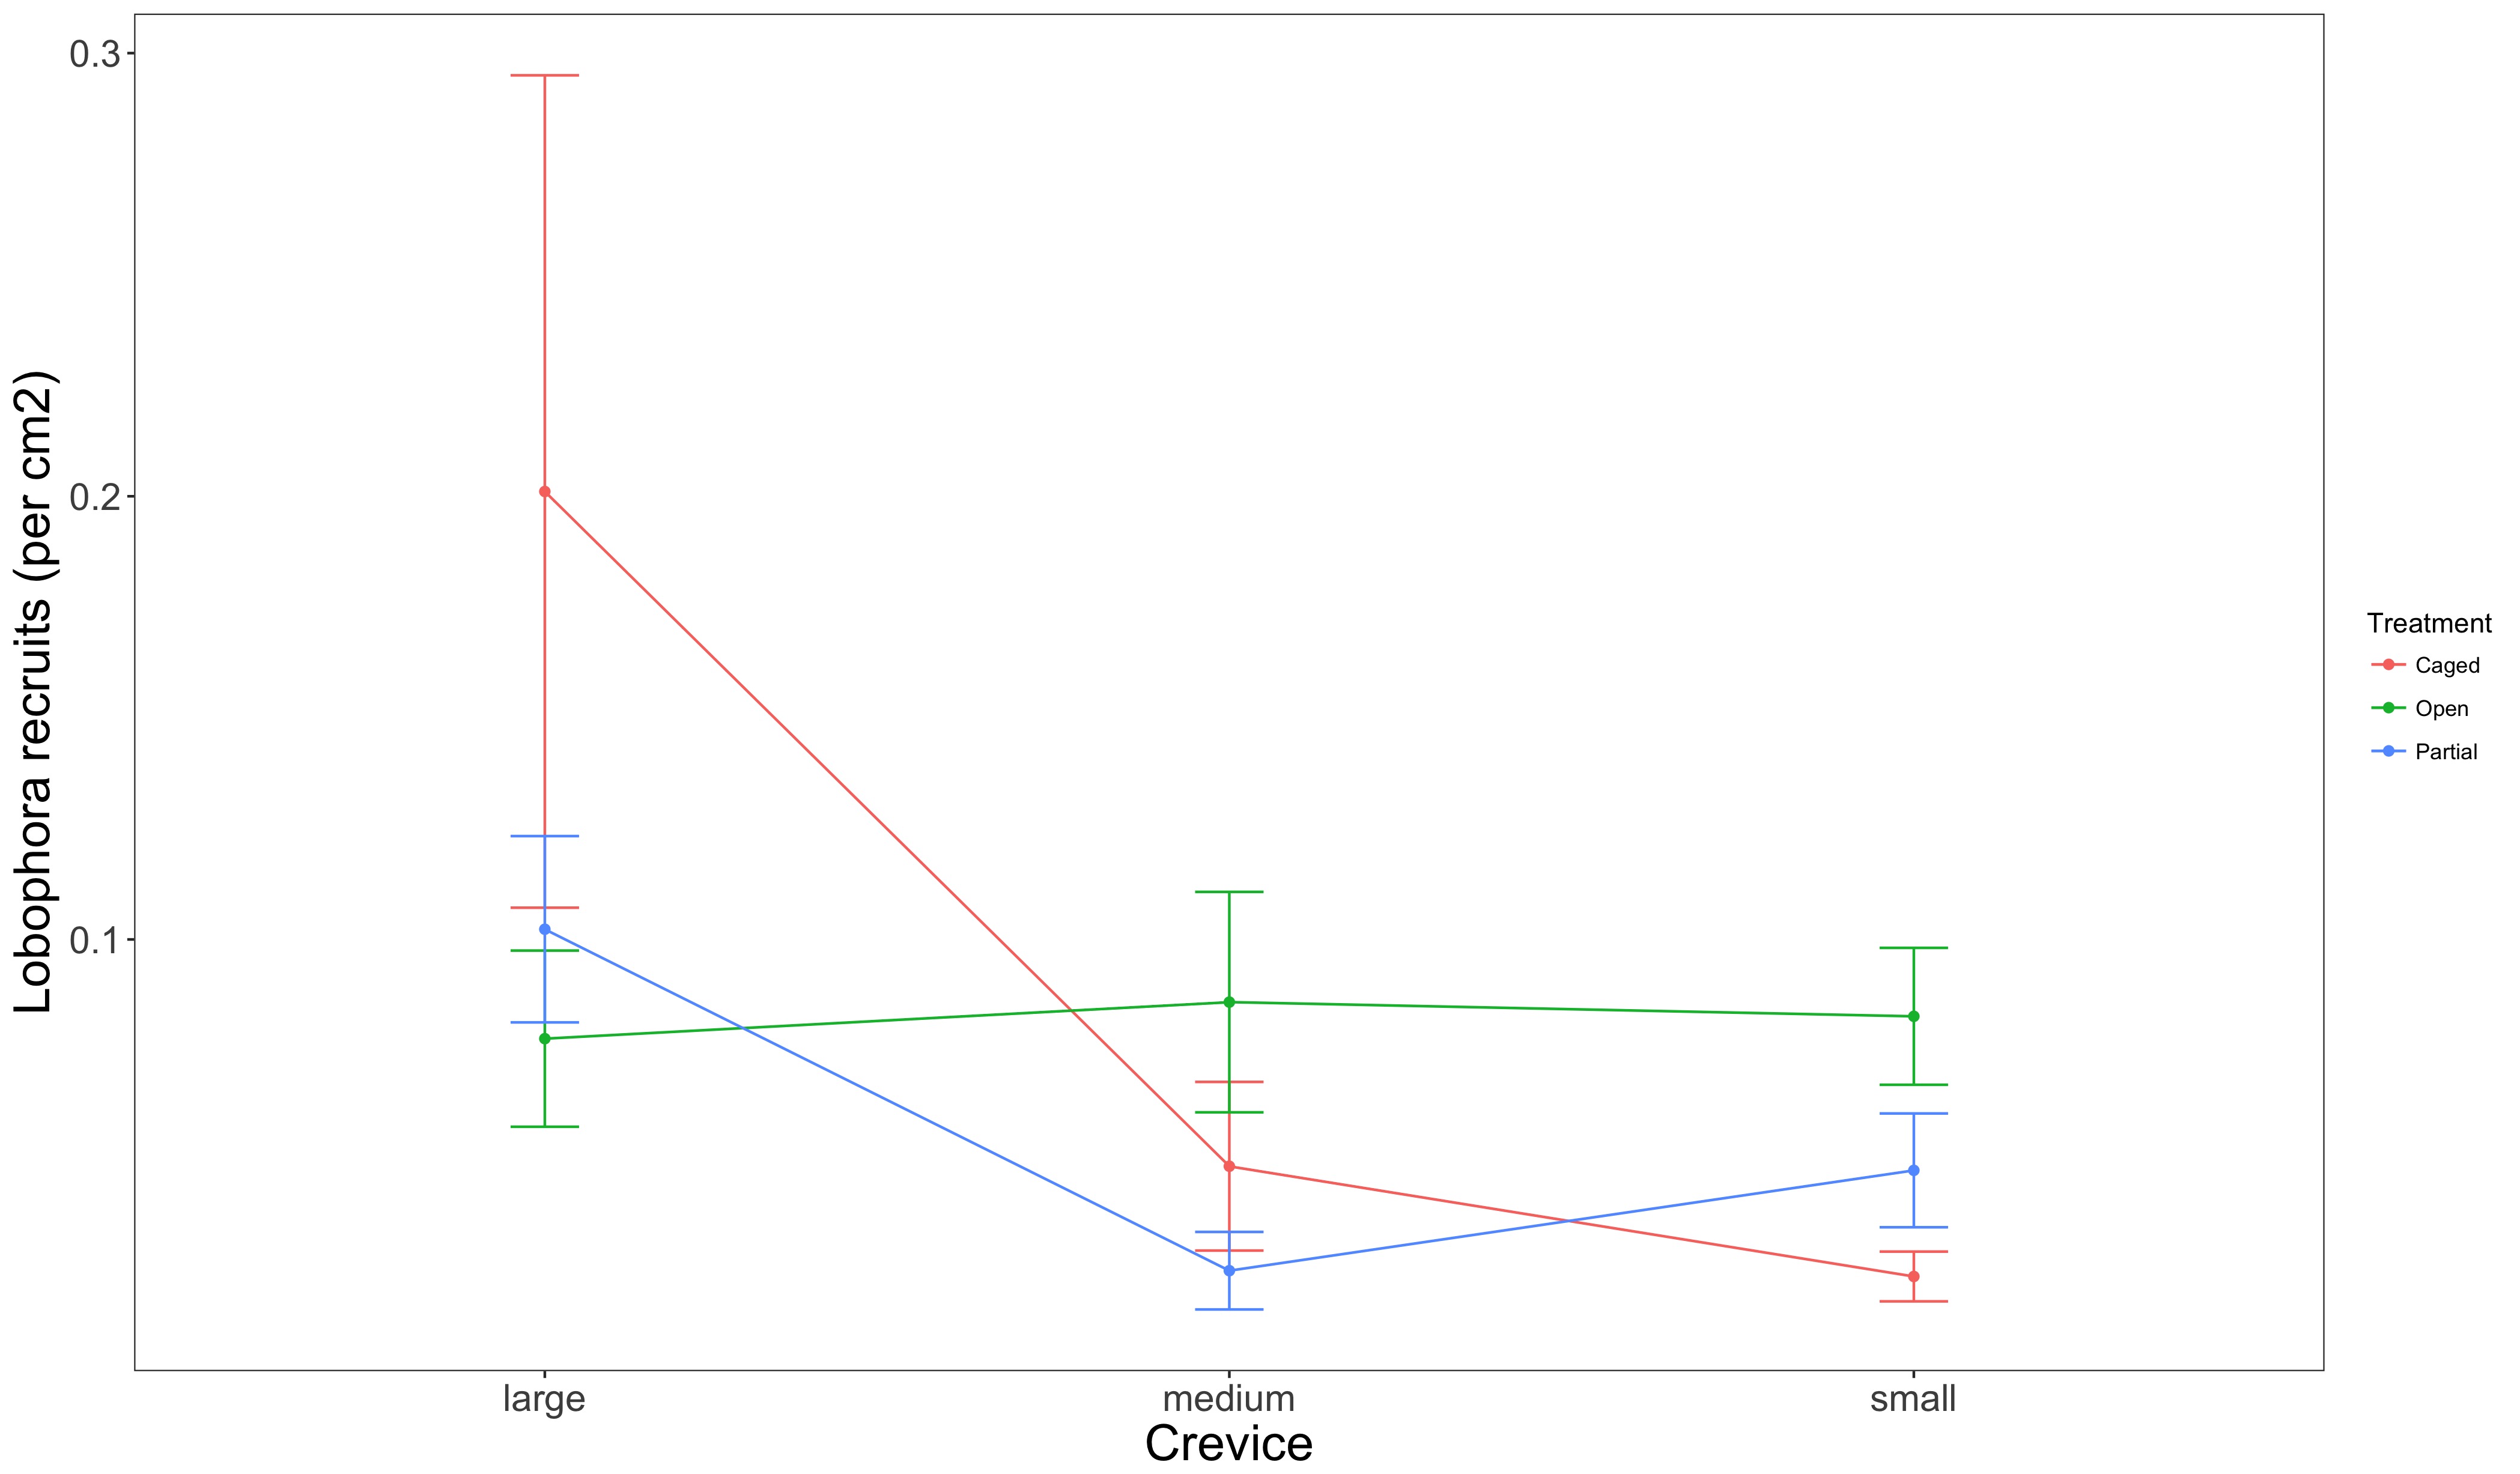 Lobophora recruits (per cm2)
0.3
0.2
0.1
large
medium
small
Crevice
Treatment
Caged
Open
Partial